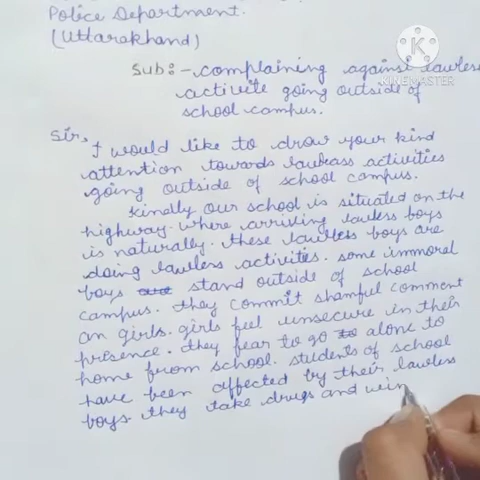 Police Department.
(Uttarakhand)
Sub:- complaining against lawless
activite going outside of
school campus.
Sir,
I would like to draw your kind
attention towards lawless activities
going outside of school campus.
Kindly our school is situated on the
highway. where arriving lawless boys
is naturally. these lawless boys are
doing lawless activites. some immoral
boys stand outside of school
campus. they commit shamful comment
on girls. girls feel unsecure in their
presence. they fear to go alone to
home from school. students of school
have been affected by their lawless
boys. they take drugs and win
K
KINEMASTER